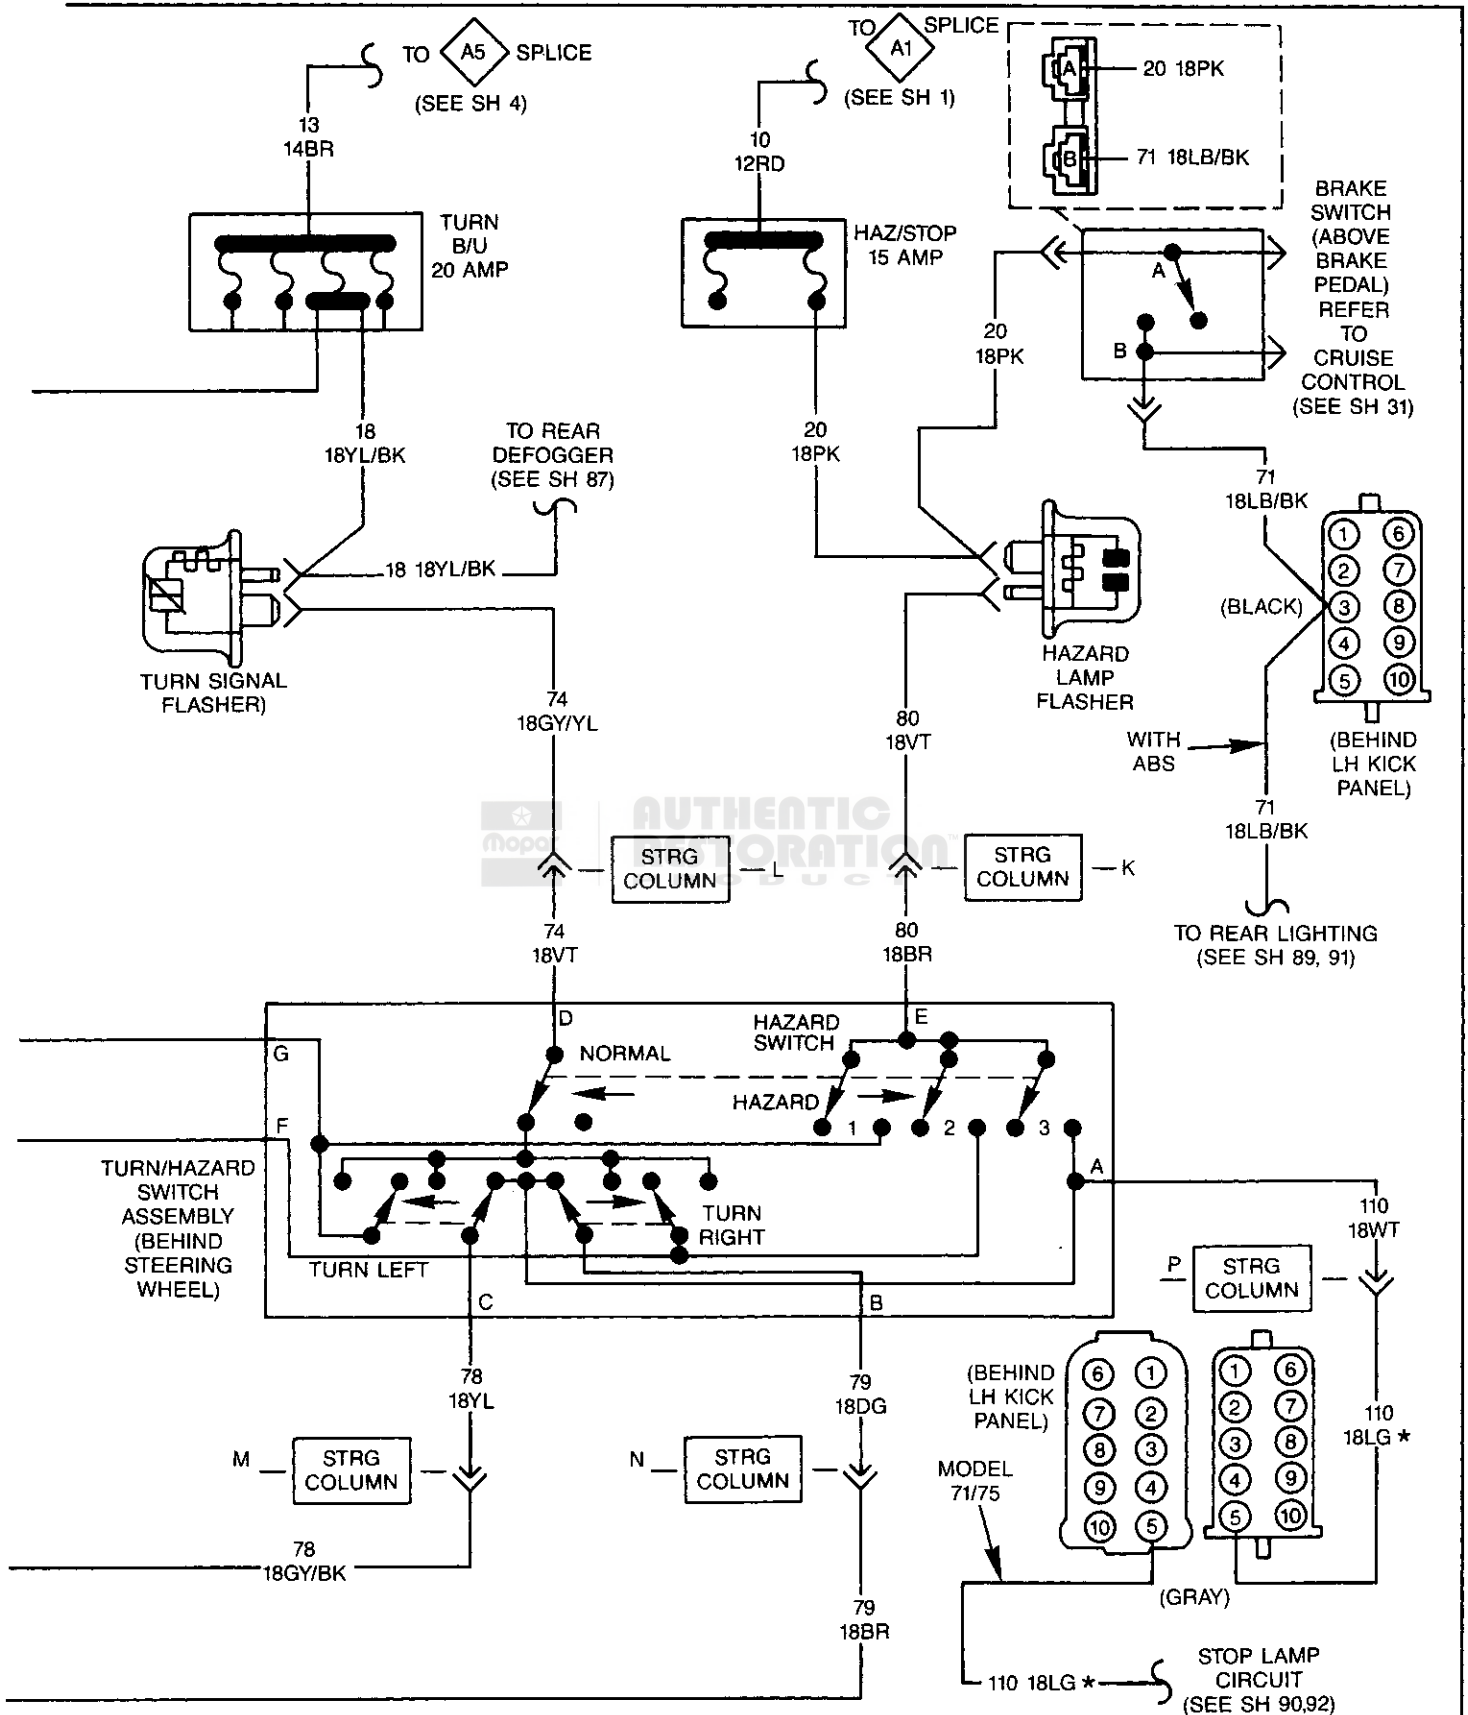 TO A5 SPLICE
(SEE SH 4)
13
14BR
TURN
B/U
20 AMP
18
18YL/BK
TO REAR
DEFOGGER
(SEE SH 87)
18 18YL/BK
TURN SIGNAL
FLASHER)
74
18GY/YL
TO A1 SPLICE
(SEE SH 1)
10
12RD
HAZ/STOP
15 AMP
20
18PK
A
20 18PK
B
71 18LB/BK
BRAKE
SWITCH
(ABOVE
BRAKE
PEDAL)
REFER
TO
CRUISE
CONTROL
(SEE SH 31)
A
B
20
18PK
71
18LB/BK
(BLACK)
1 6
2 7
3 8
4 9
5 10
(BEHIND
LH KICK
PANEL)
HAZARD
LAMP
FLASHER
80
18VT
WITH
ABS
71
18LB/BK
TO REAR LIGHTING
(SEE SH 89, 91)
Mopar
AUTHENTIC
RESTORATION™
PRODUCT
STRG
COLUMN
L
STRG
COLUMN
K
74
18VT
80
18BR
D
E
G
F
NORMAL
HAZARD
SWITCH
HAZARD
1 2 3
A
TURN/HAZARD
SWITCH
ASSEMBLY
(BEHIND
STEERING
WHEEL)
TURN LEFT
TURN
RIGHT
C
B
110
18WT
P
STRG
COLUMN
78
18YL
79
18DG
M
STRG
COLUMN
N
STRG
COLUMN
78
18GY/BK
79
18BR
(BEHIND
LH KICK
PANEL)
6 1
7 2
8 3
9 4
10 5
1 6
2 7
3 8
4 9
5 10
110
18LG *
MODEL
71/75
(GRAY)
110 18LG *
STOP LAMP
CIRCUIT
(SEE SH 90,92)